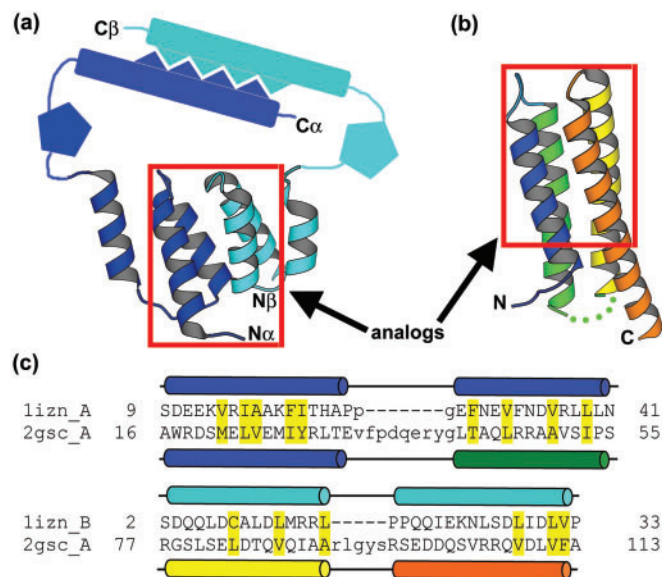 (a)
(b)
Cβ
Cα
Nβ
Nα
analogs
N
C
(c)
1izn_A 9 SDEEKVRIAAKFITHAPp-------gEFNEVFNDVRLLLN 41
2gsc_A 16 AWRDSMELVEMIYRLTEvfpdqerygLTAQLRRAAVSIPS 55
1izn_B 2 SDQQLDCALDLMRRL-----PPQQIEKNLSDLIDLVP 33
2gsc_A 77 RGSLSELDTQVQIAArlgysRSEDDQSVRRQVDLVFA 113